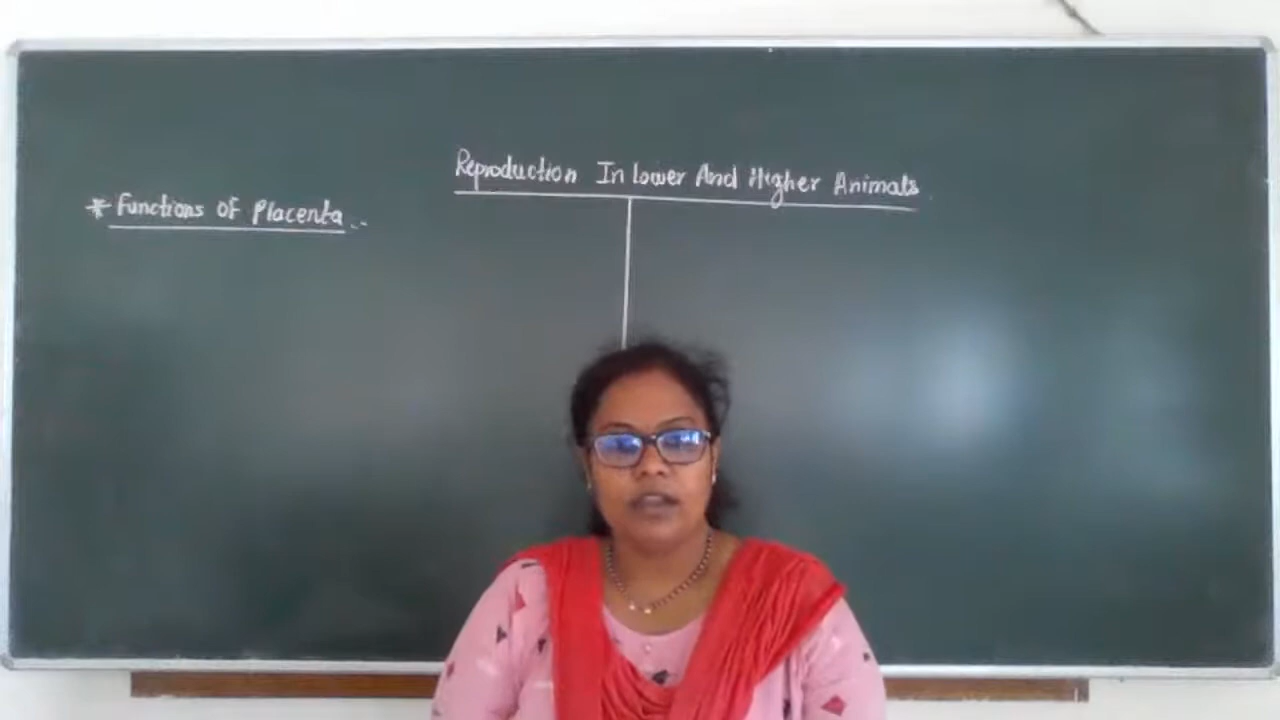 Reproduction In Lower And Higher Animals
* Functions Of Placenta :-